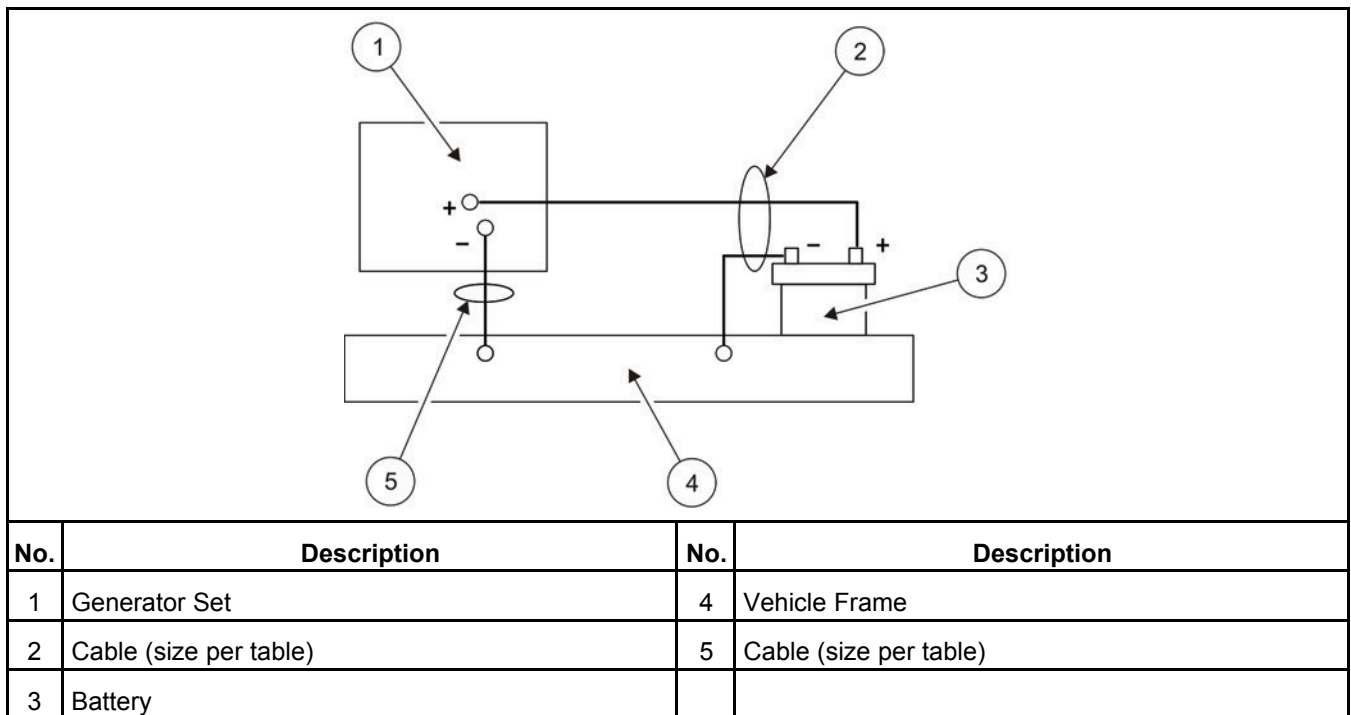 1
2
+
−
− +
3
5
4
No. Description No. Description
1 Generator Set 4 Vehicle Frame
2 Cable (size per table) 5 Cable (size per table)
3 Battery